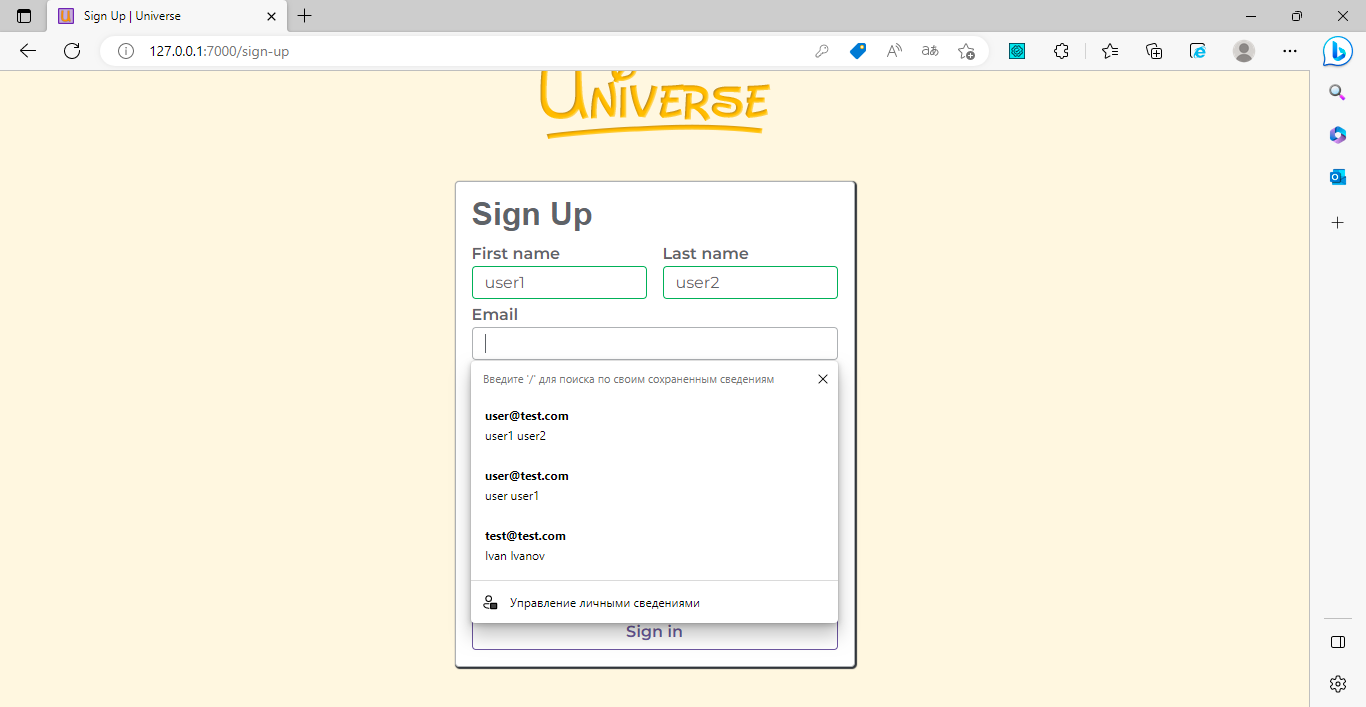 Sign Up | Universe
127.0.0.1:7000/sign-up
UNIVERSE
Sign Up
First name
Last name
user1
user2
Email
Введите '/' для поиска по своим сохраненным сведениям
user@test.com
user1 user2
user@test.com
user user1
test@test.com
Ivan Ivanov
Управление личными сведениями
Sign in